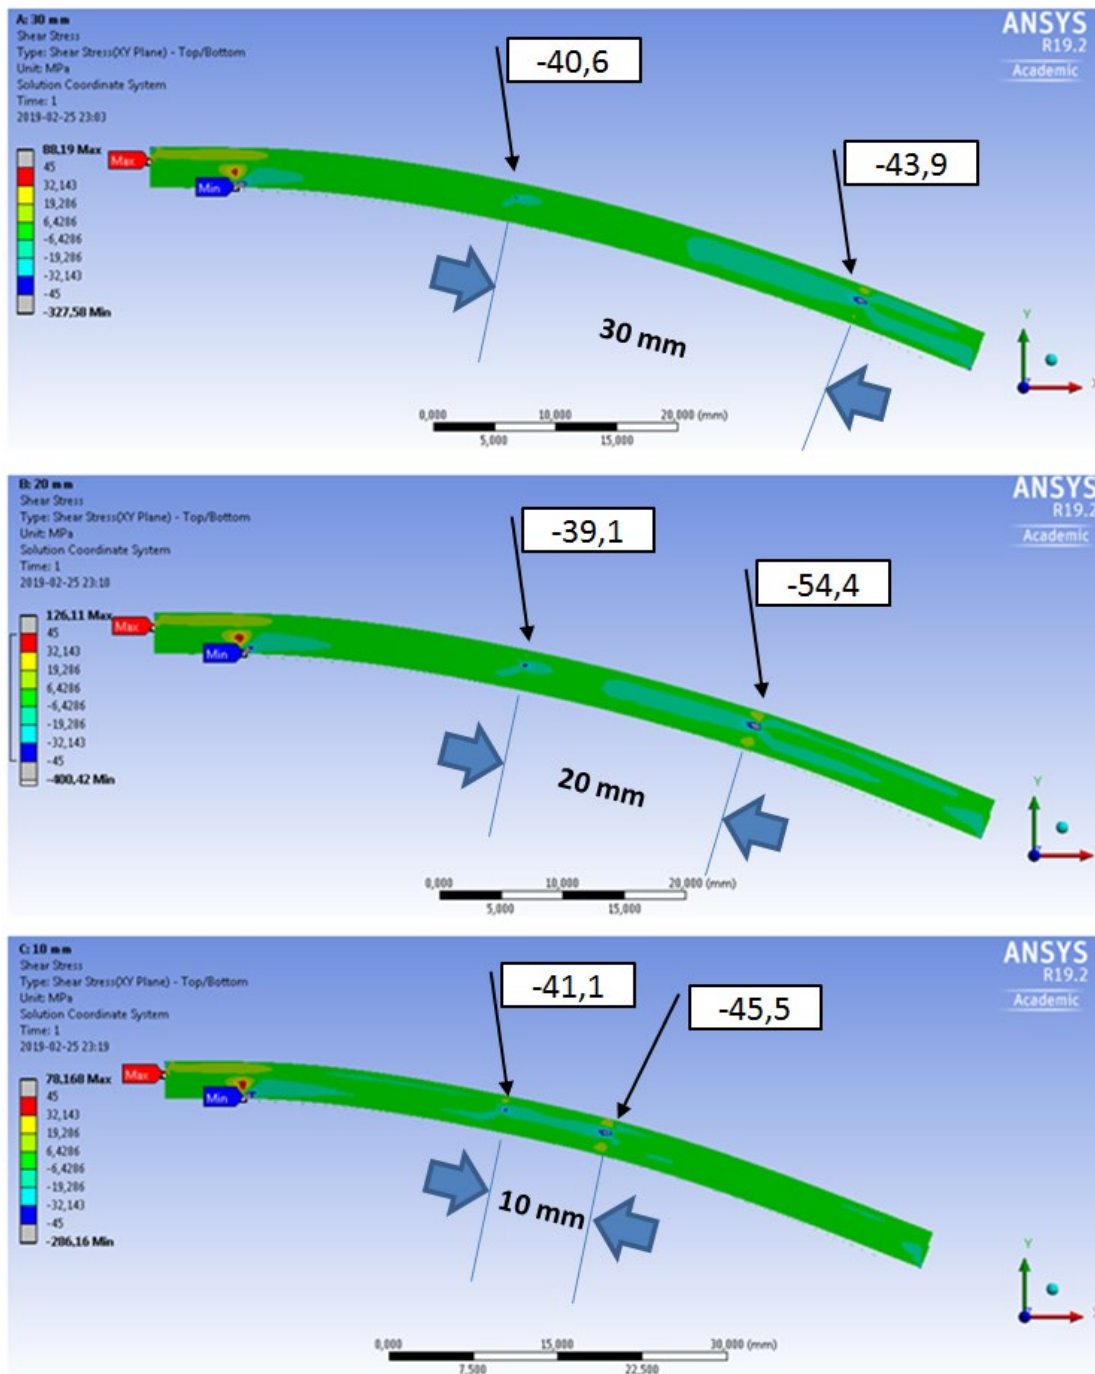 A: 30 mm
Shear Stress
Type: Shear Stress(XY Plane) - Top/Bottom
Unit: MPa
Solution Coordinate System
Time: 1
2019-02-25 23:03
ANSYS
R19.2
Academic
-40,6
-43,9
88,19 Max
45
32,143
19,286
6,4286
-6,4286
-19,286
-32,143
-45
-327,58 Min
Max
Min
30 mm
Y
X
0,000 10,000 20,000 (mm)
5,000 15,000
B: 20 mm
Shear Stress
Type: Shear Stress(XY Plane) - Top/Bottom
Unit: MPa
Solution Coordinate System
Time: 1
2019-02-25 23:10
ANSYS
R19.2
Academic
-39,1
-54,4
126,11 Max
45
32,143
19,286
6,4286
-6,4286
-19,286
-32,143
-45
-400,42 Min
Max
Min
20 mm
Y
0,000 10,000 20,000 (mm)
5,000 15,000
C: 10 mm
Shear Stress
Type: Shear Stress(XY Plane) - Top/Bottom
Unit: MPa
Solution Coordinate System
Time: 1
2019-02-25 23:19
ANSYS
R19.2
Academic
-41,1
-45,5
78,168 Max
45
32,143
19,286
6,4286
-6,4286
-19,286
-32,143
-45
-286,16 Min
Max
Min
10 mm
Y
X
0,000 15,000 30,000 (mm)
7,500 22,500